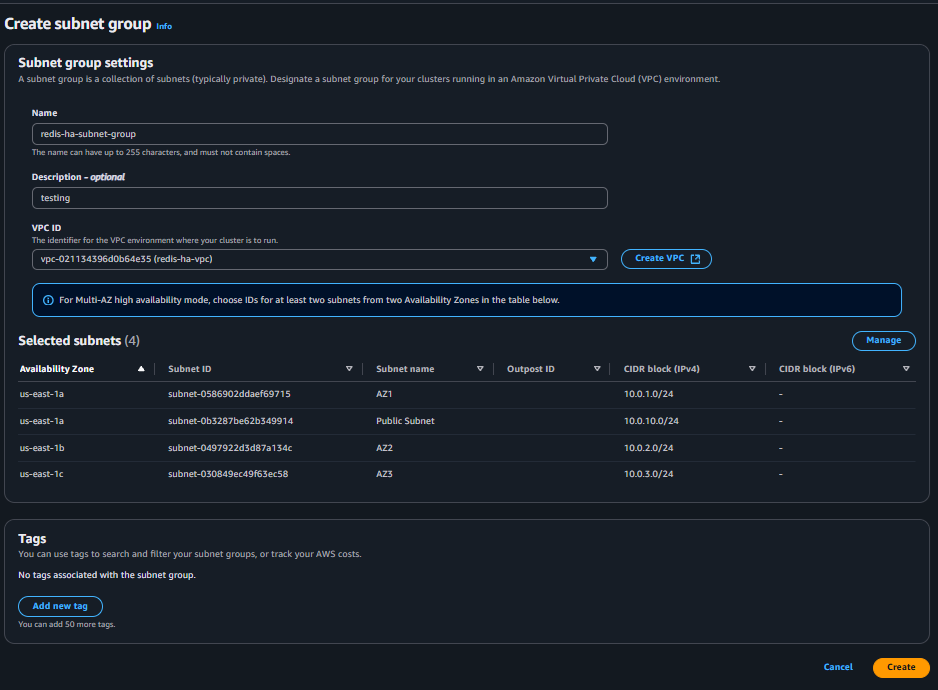 Create subnet group Info
Subnet group settings
A subnet group is a collection of subnets (typically private). Designate a subnet group for your clusters running in an Amazon Virtual Private Cloud (VPC) environment.
Name
redis-ha-subnet-group
The name can have up to 255 characters, and must not contain spaces.
Description – optional
testing
VPC ID
The identifier for the VPC environment where your cluster is to run.
vpc-021134396d0b64e35 (redis-ha-vpc) Create VPC
For Multi-AZ high availability mode, choose IDs for at least two subnets from two Availability Zones in the table below.
Selected subnets (4) Manage
Availability Zone Subnet ID Subnet name Outpost ID CIDR block (IPv4) CIDR block (IPv6)
us-east-1a subnet-0586902ddaef69715 AZ1 10.0.1.0/24 -
us-east-1a subnet-0b3287be62b349914 Public Subnet 10.0.10.0/24 -
us-east-1b subnet-0497922d3d87a134c AZ2 10.0.2.0/24 -
us-east-1c subnet-030849ec49f63ec58 AZ3 10.0.3.0/24 -
Tags
You can use tags to search and filter your subnet groups, or track your AWS costs.
No tags associated with the subnet group.
Add new tag
You can add 50 more tags.
Cancel Create